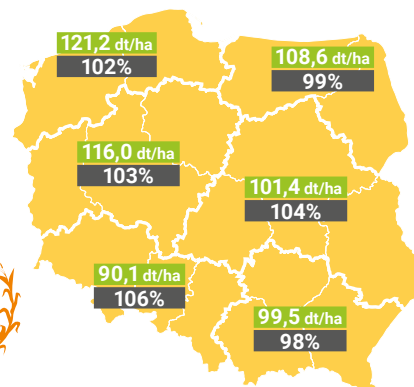 121,2 dt/ha
102%
108,6 dt/ha
99%
116,0 dt/ha
103%
101,4 dt/ha
104%
90,1 dt/ha
106%
99,5 dt/ha
98%